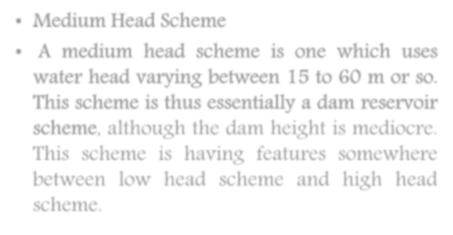 • Medium Head Scheme
• A medium head scheme is one which uses
water head varying between 15 to 60 m or so.
This scheme is thus essentially a dam reservoir
scheme, although the dam height is mediocre.
This scheme is having features somewhere
between low head scheme and high head
scheme.